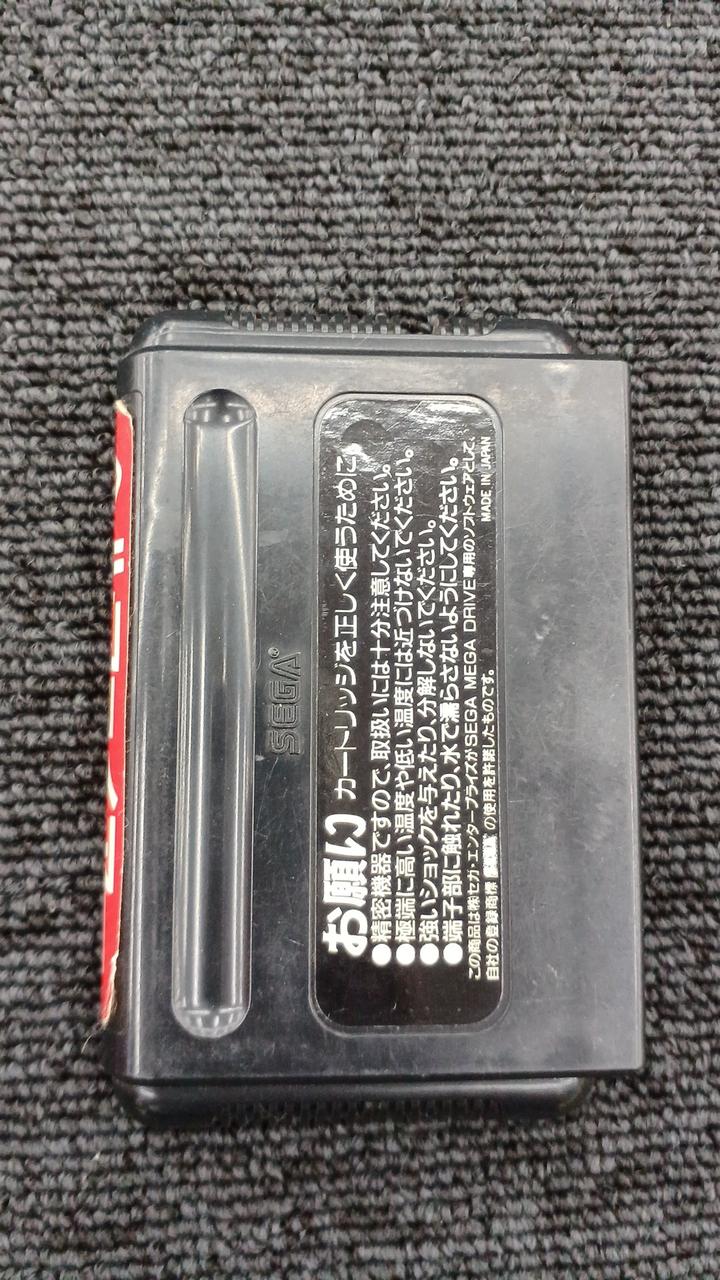 SEGA®
お願い カートリッジを正しく使うために
●精密機器ですので、取扱いには十分注意してください。
●極端に高い温度や低い温度には近づけないでください。
●強いショックを与えたり、分解しないでください。
●端子部に触れたり、水で濡らさないようにしてください。
この商品は㈱セガ・エンタープライゼスがSEGA MEGA DRIVE専用のソフトウェアとして、
自社の登録商標 の使用を許諾したものです。 MADE IN JAPAN